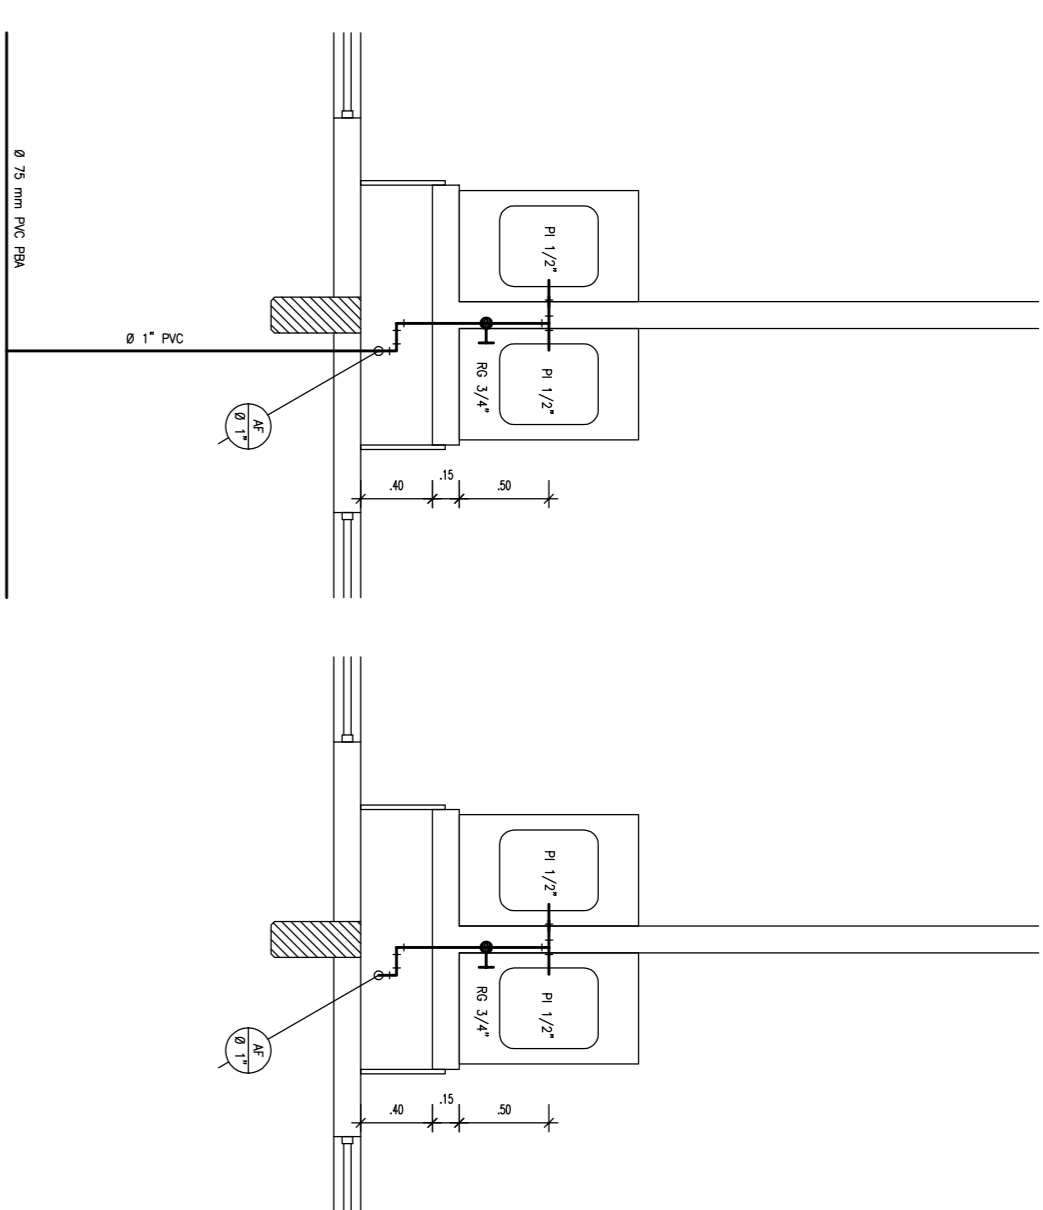 Ø 75 mm PVC PBA
PI 1/2"
Ø 1" PVC
RG 3/4"
PI 1/2"
AF
Ø 1"
.40
.15
.50
PI 1/2"
RG 3/4"
PI 1/2"
AF
Ø 1"
.40
.15
.50